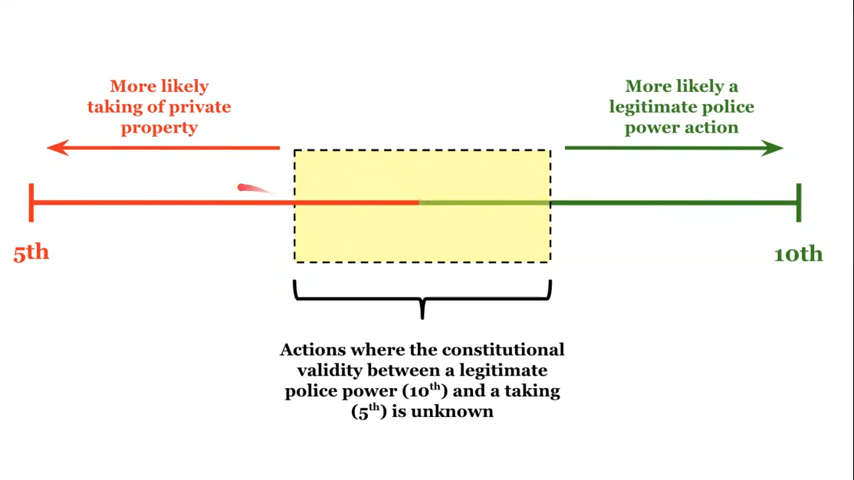 More likely
taking of private
property
More likely a
legitimate police
power action
5th
10th
Actions where the constitutional
validity between a legitimate
police power (10th) and a taking
(5th) is unknown